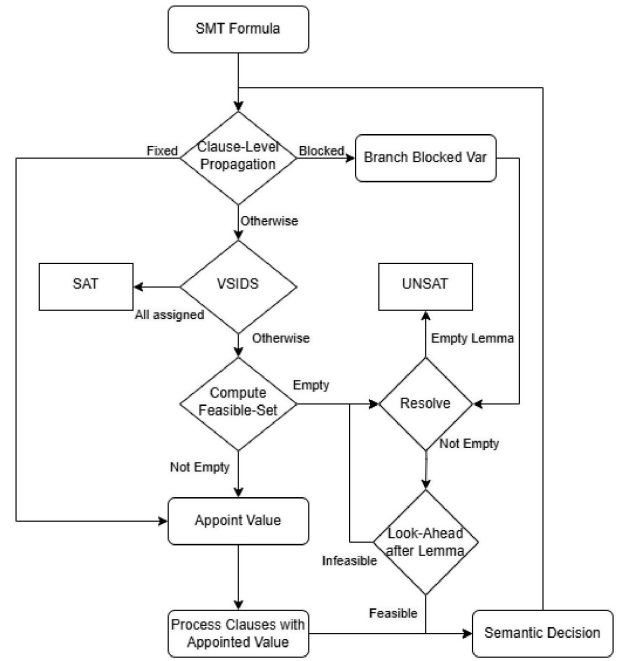 SMT Formula
Clause-Level
Propagation
Fixed
Blocked
Branch Blocked Var
Otherwise
SAT
VSIDS
UNSAT
All assigned
Otherwise
Empty Lemma
Compute
Feasible-Set
Empty
Resolve
Not Empty
Not Empty
Appoint Value
Look-Ahead
after Lemma
Infeasible
Feasible
Process Clauses with
Appointed Value
Semantic Decision